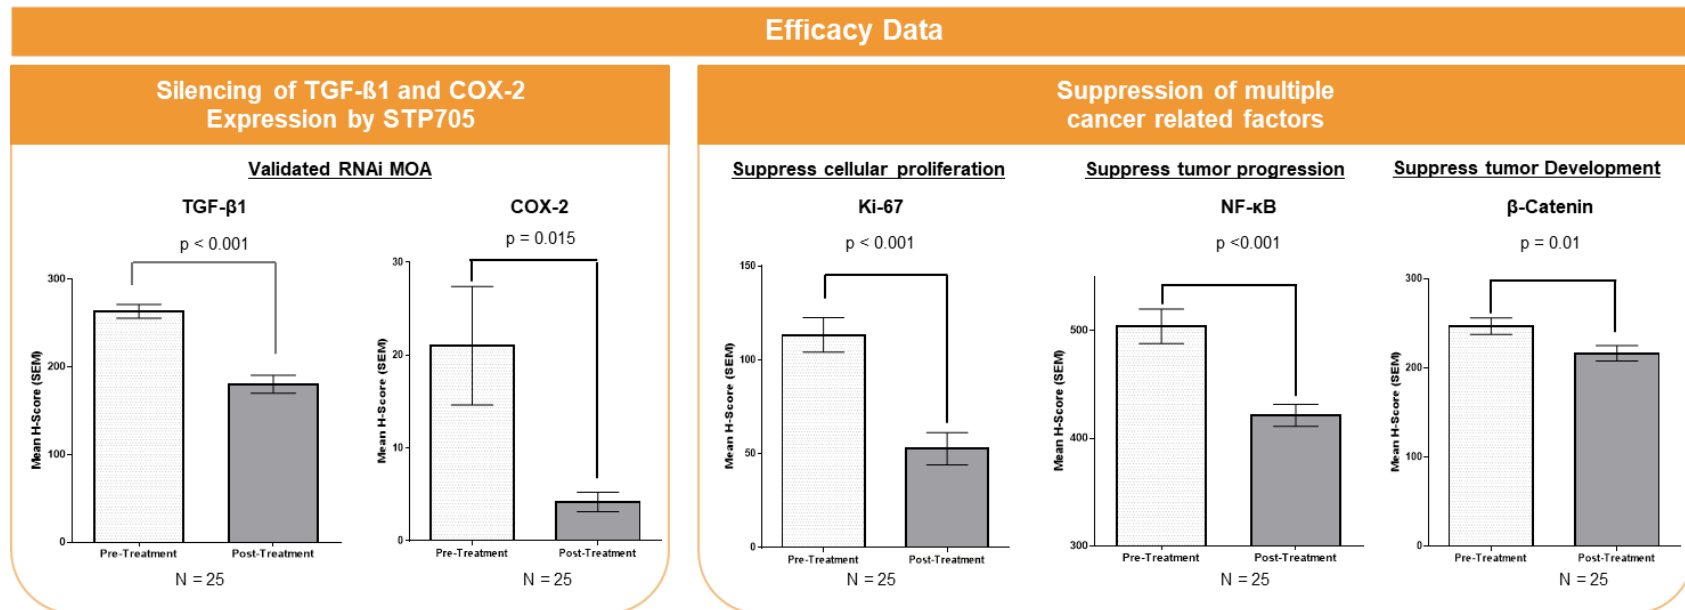 Efficacy Data
Silencing of TGF-ß1 and COX-2
Expression by STP705
Validated RNAi MOA
TGF-β1
p < 0.001
300
200
100
0
Mean H-Score (SEM)
Pre-Treatment
Post-Treatment
N = 25
COX-2
p = 0.015
30
20
10
0
Mean H-Score (SEM)
Pre-Treatment
Post-Treatment
N = 25
Suppression of multiple
cancer related factors
Suppress cellular proliferation
Ki-67
p < 0.001
150
100
50
0
Mean H-Score (SEM)
Pre-Treatment
Post-Treatment
N = 25
Suppress tumor progression
NF-κB
p <0.001
500
400
300
Mean H-Score (SEM)
Pre-Treatment
Post-Treatment
N = 25
Suppress tumor Development
β-Catenin
p = 0.01
300
200
100
0
Mean H-Score (SEM)
Pre-Treatment
Post-Treatment
N = 25